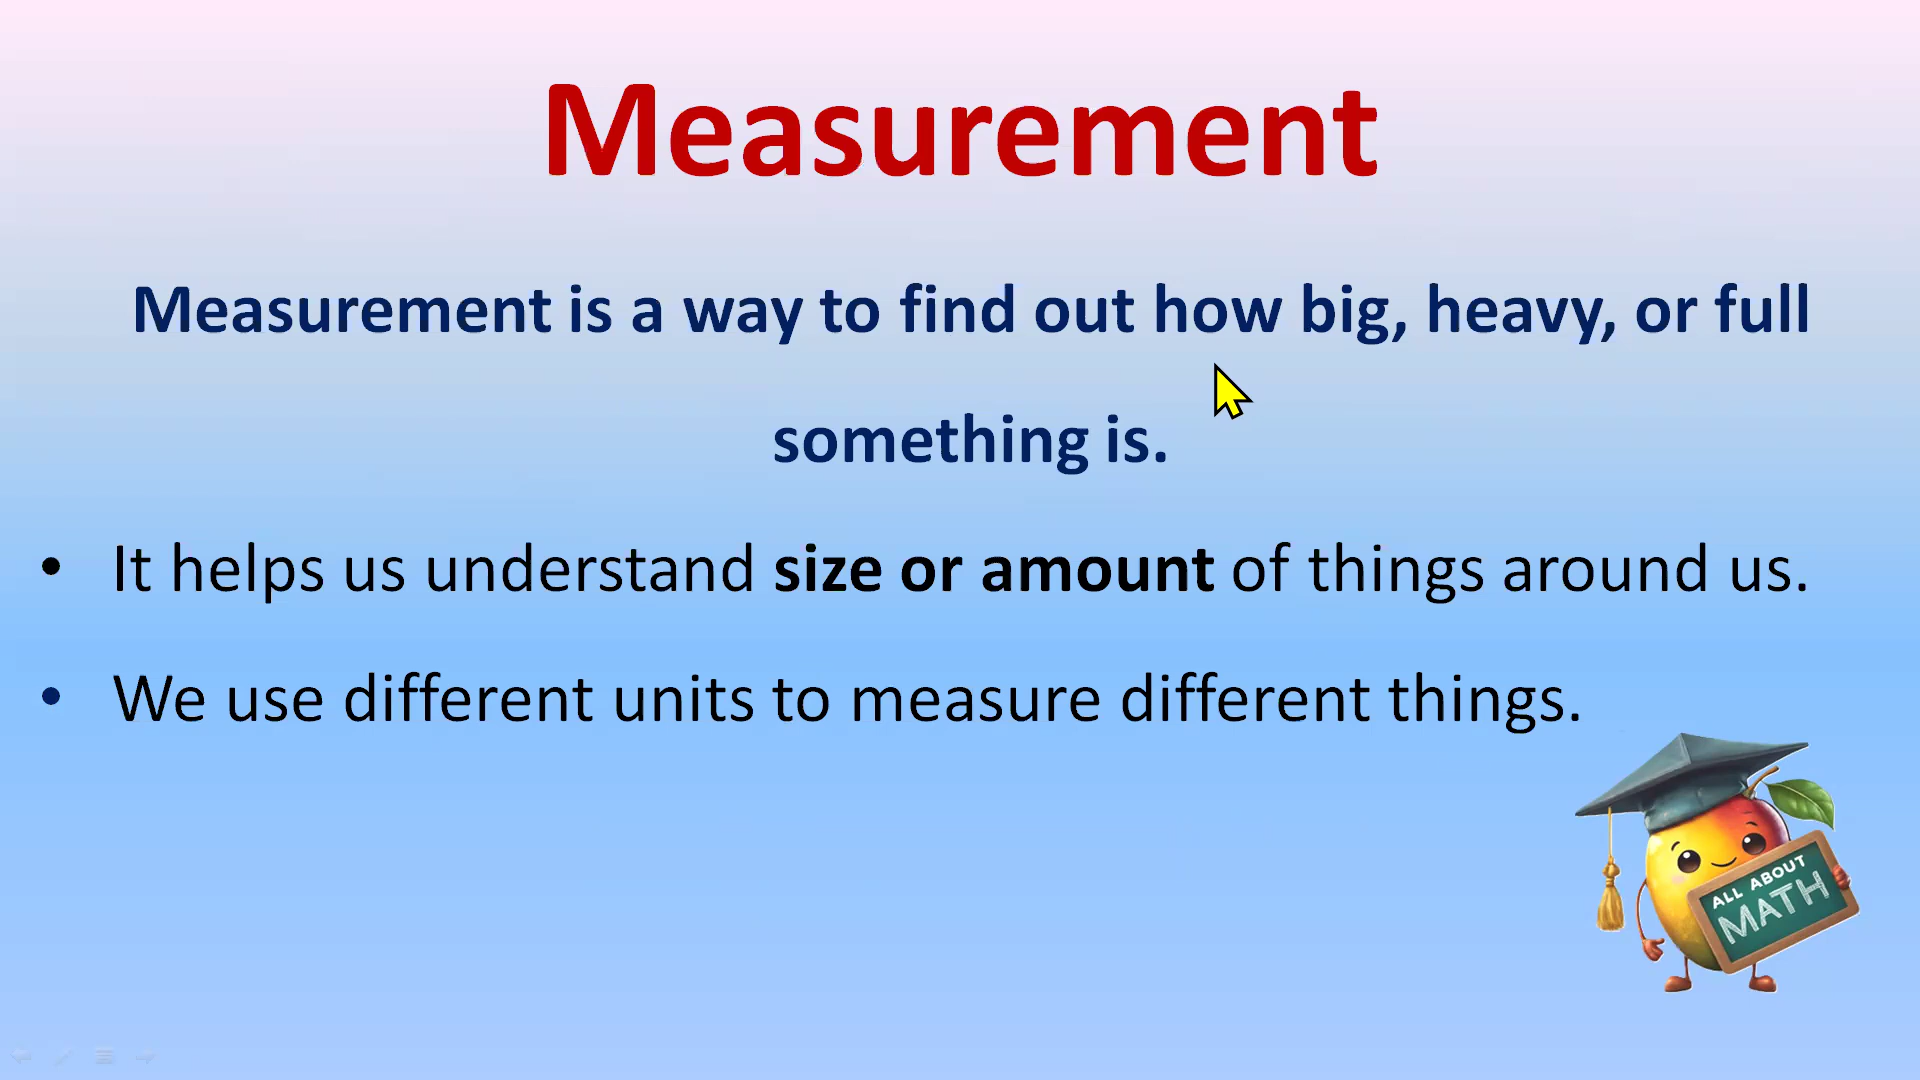 Measurement
Measurement is a way to find out how big, heavy, or full
something is.
• It helps us understand size or amount of things around us.
• We use different units to measure different things.
ALL ABOUT
MATH